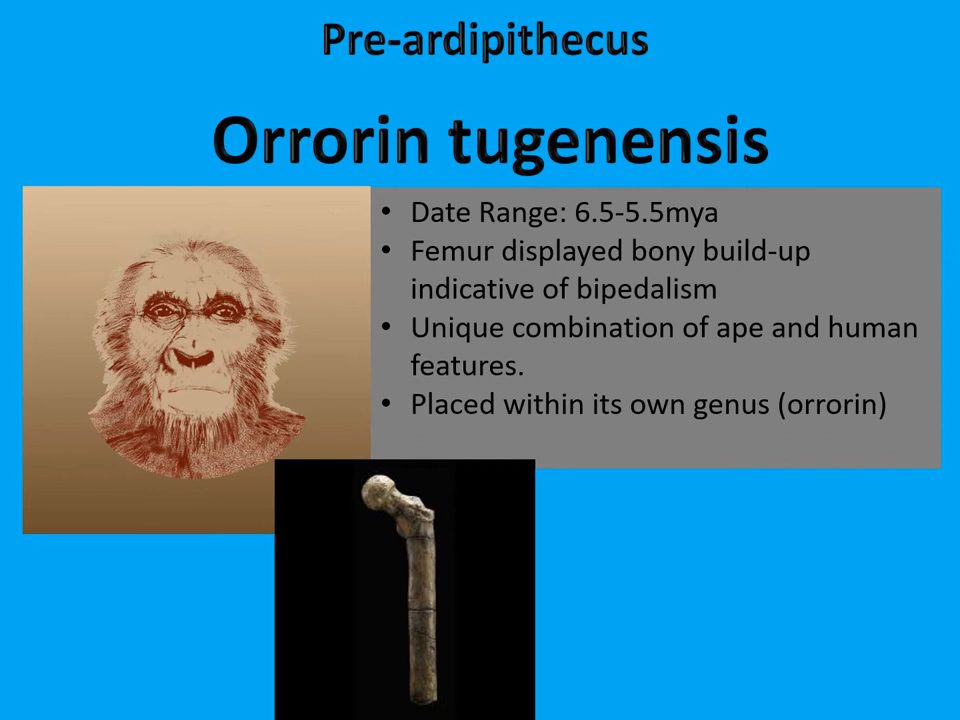 Pre-ardipithecus
Orrorin tugenensis
• Date Range: 6.5-5.5mya
• Femur displayed bony build-up
indicative of bipedalism
• Unique combination of ape and human
features.
• Placed within its own genus (orrorin)